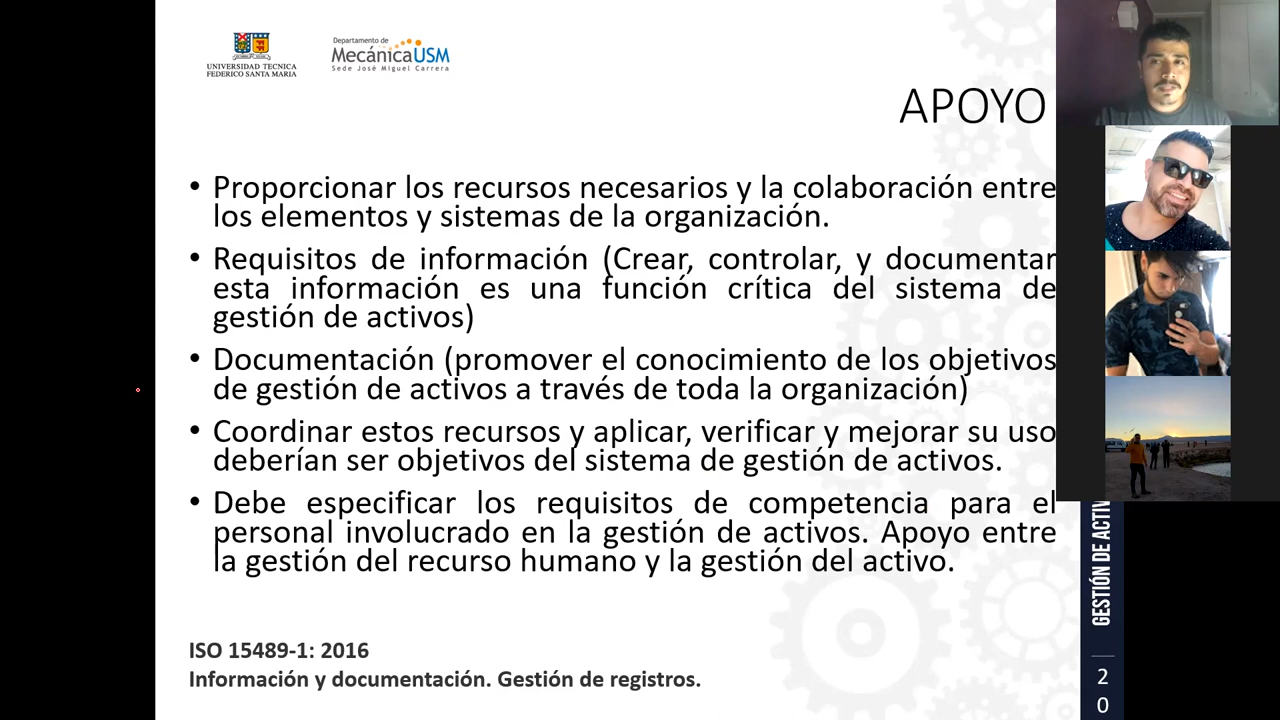 UNIVERSIDAD TECNICA
FEDERICO SANTA MARIA
Departamento de
MecánicaUSM
Sede José Miguel Carrera
APOYO
• Proporcionar los recursos necesarios y la colaboración entre
los elementos y sistemas de la organización.
• Requisitos de información (Crear, controlar, y documentar
esta información es una función crítica del sistema de
gestión de activos)
• Documentación (promover el conocimiento de los objetivos
de gestión de activos a través de toda la organización)
• Coordinar estos recursos y aplicar, verificar y mejorar su uso
deberían ser objetivos del sistema de gestión de activos.
• Debe especificar los requisitos de competencia para el
personal involucrado en la gestión de activos. Apoyo entre
la gestión del recurso humano y la gestión del activo.
ISO 15489-1: 2016
Información y documentación. Gestión de registros.
GESTIÓN DE ACTIV
2
0